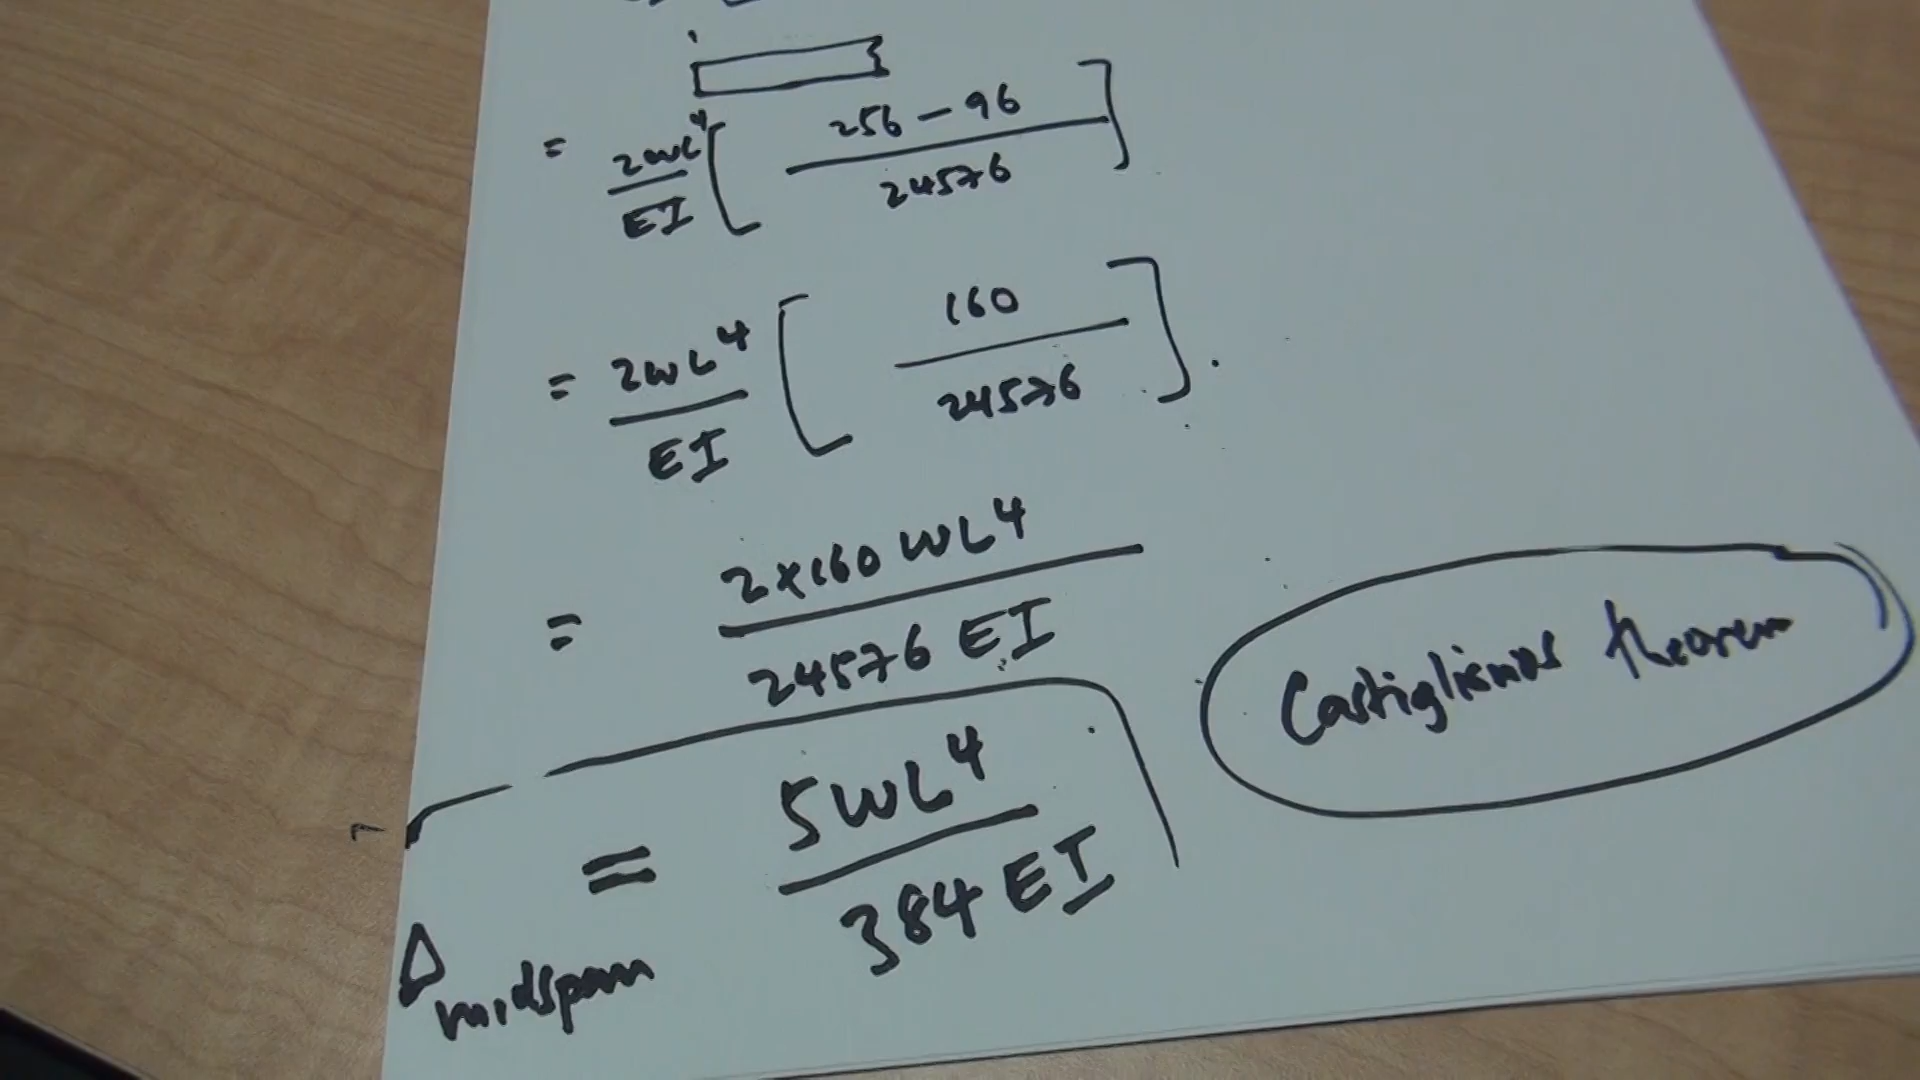 = 2wL⁴/EI [ 256 - 96 / 24576 ]
= 2wL⁴/EI [ 160 / 24576 ].
= 2×160 WL⁴ / 24576 EI
Castiglianos theorem
Δmidspan = 5WL⁴ / 384 EI